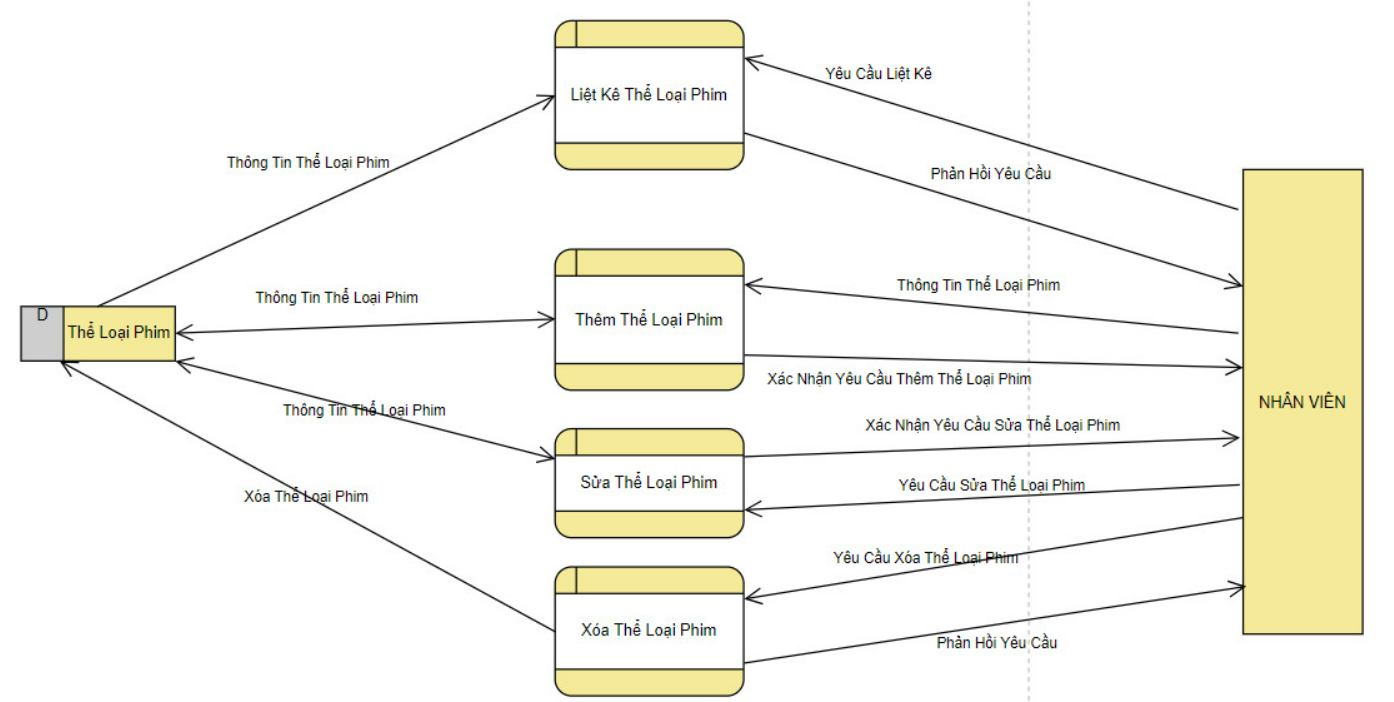 Yêu Cầu Liệt Kê
Liệt Kê Thể Loại Phim
Thông Tin Thể Loại Phim
Phản Hồi Yêu Cầu
Thông Tin Thể Loại Phim
Thông Tin Thể Loại Phim
D
Thể Loại Phim
Thêm Thể Loại Phim
Xác Nhận Yêu Cầu Thêm Thể Loại Phim
NHÂN VIÊN
Thông Tin Thể Loại Phim
Xác Nhận Yêu Cầu Sửa Thể Loại Phim
Sửa Thể Loại Phim
Yêu Cầu Sửa Thể Loại Phim
Xóa Thể Loại Phim
Yêu Cầu Xóa Thể Loại Phim
Xóa Thể Loại Phim
Phản Hồi Yêu Cầu